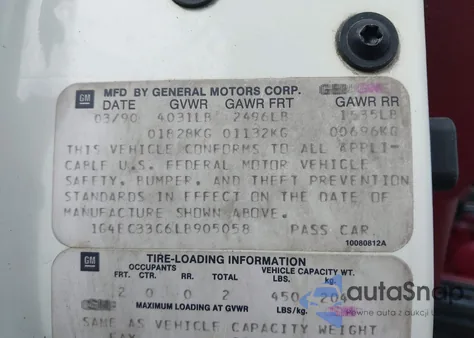 GM MFD BY GENERAL MOTORS CORP.
DATE GVWR GAWR FRT GAWR RR
03/90 4031LB 2496LB 1535LB
01828KG 01132KG 00696KG
THIS VEHICLE CONFORMS TO ALL APPLI-
CABLE U.S. FEDERAL MOTOR VEHICLE
SAFETY, BUMPER, AND THEFT PREVENTION
STANDARDS IN EFFECT ON THE DATE OF
MANUFACTURE SHOWN ABOVE.
1G4EC33C6LB905058 PASS CAR
10080812A
GM TIRE-LOADING INFORMATION
OCCUPANTS VEHICLE CAPACITY WT.
FRT. CTR. RR. TOTAL LBS. kg.
2 0 0 2 450 204
MAXIMUM LOADING AT GVWR LBS/kg.
SAME AS VEHICLE CAPACITY WEIGHT
autoSnap